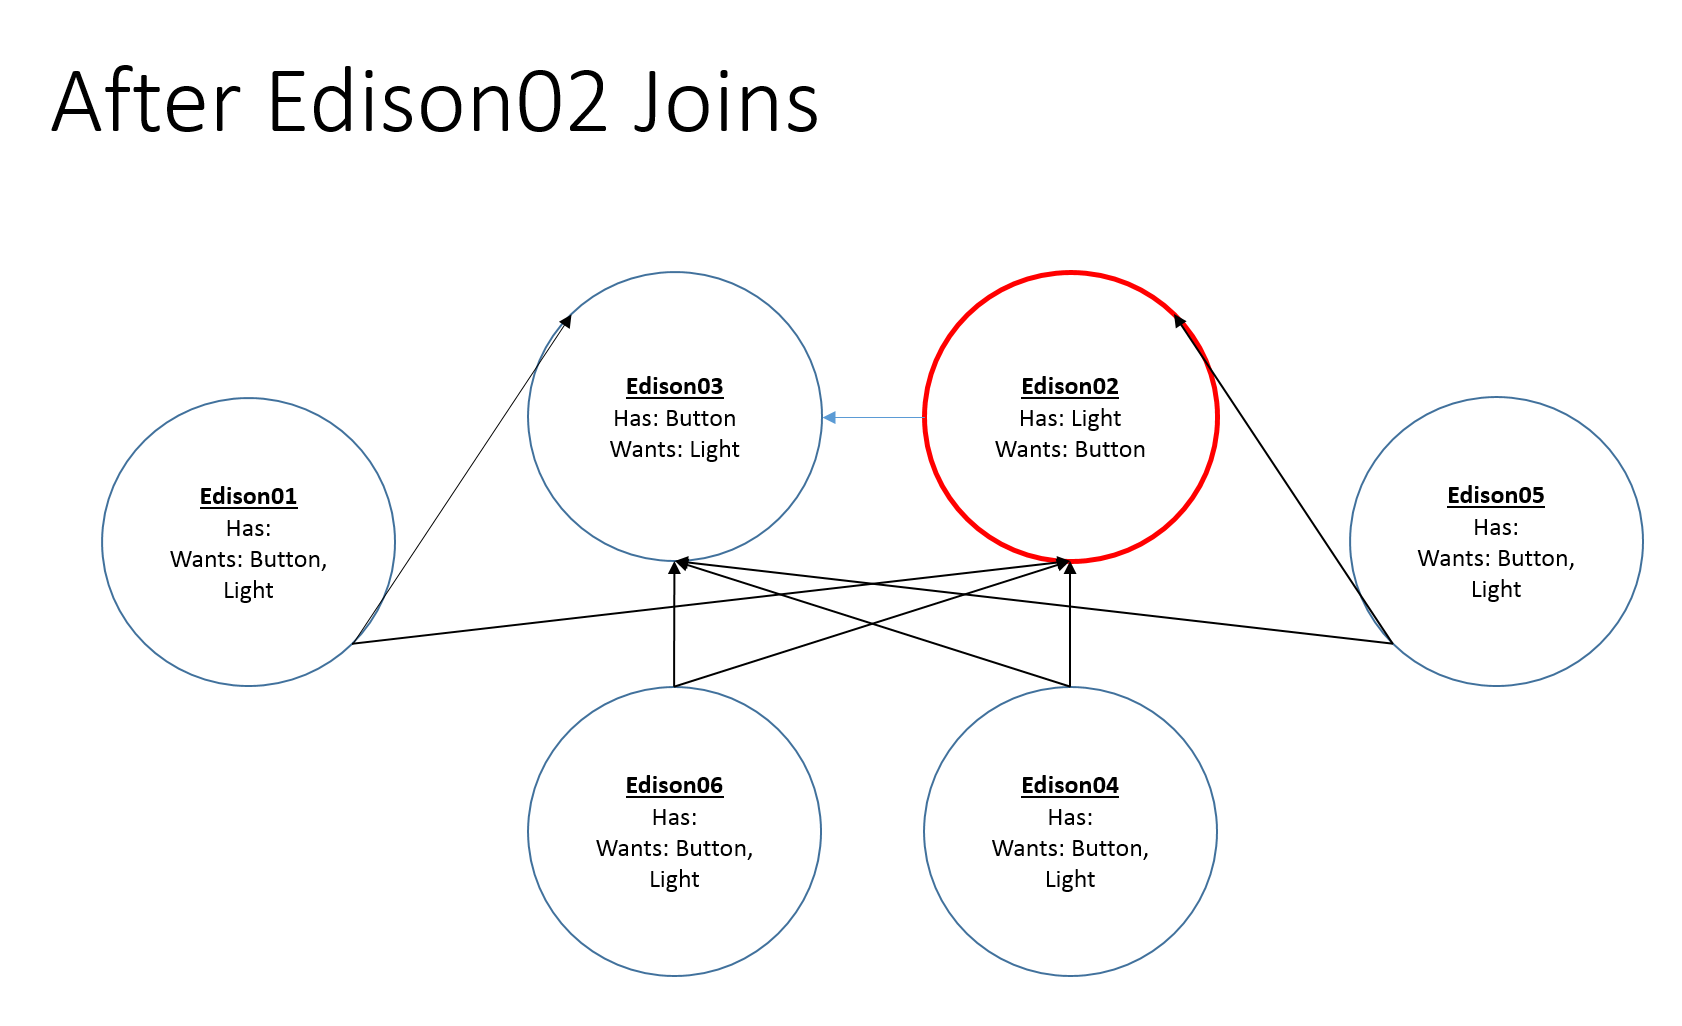 After Edison02 Joins
Edison03
Has: Button
Wants: Light
Edison02
Has: Light
Wants: Button
Edison01
Has:
Wants: Button,
Light
Edison05
Has:
Wants: Button,
Light
Edison06
Has:
Wants: Button,
Light
Edison04
Has:
Wants: Button,
Light